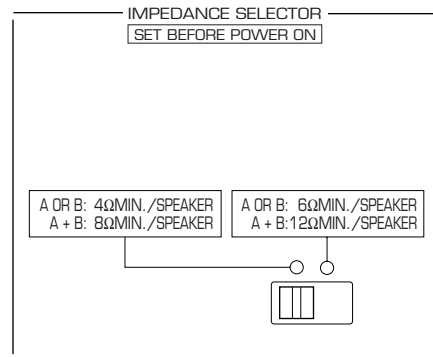 IMPEDANCE SELECTOR
SET BEFORE POWER ON
A OR B: 4ΩMIN./SPEAKER
A + B: 8ΩMIN./SPEAKER
A OR B: 6ΩMIN./SPEAKER
A + B:12ΩMIN./SPEAKER